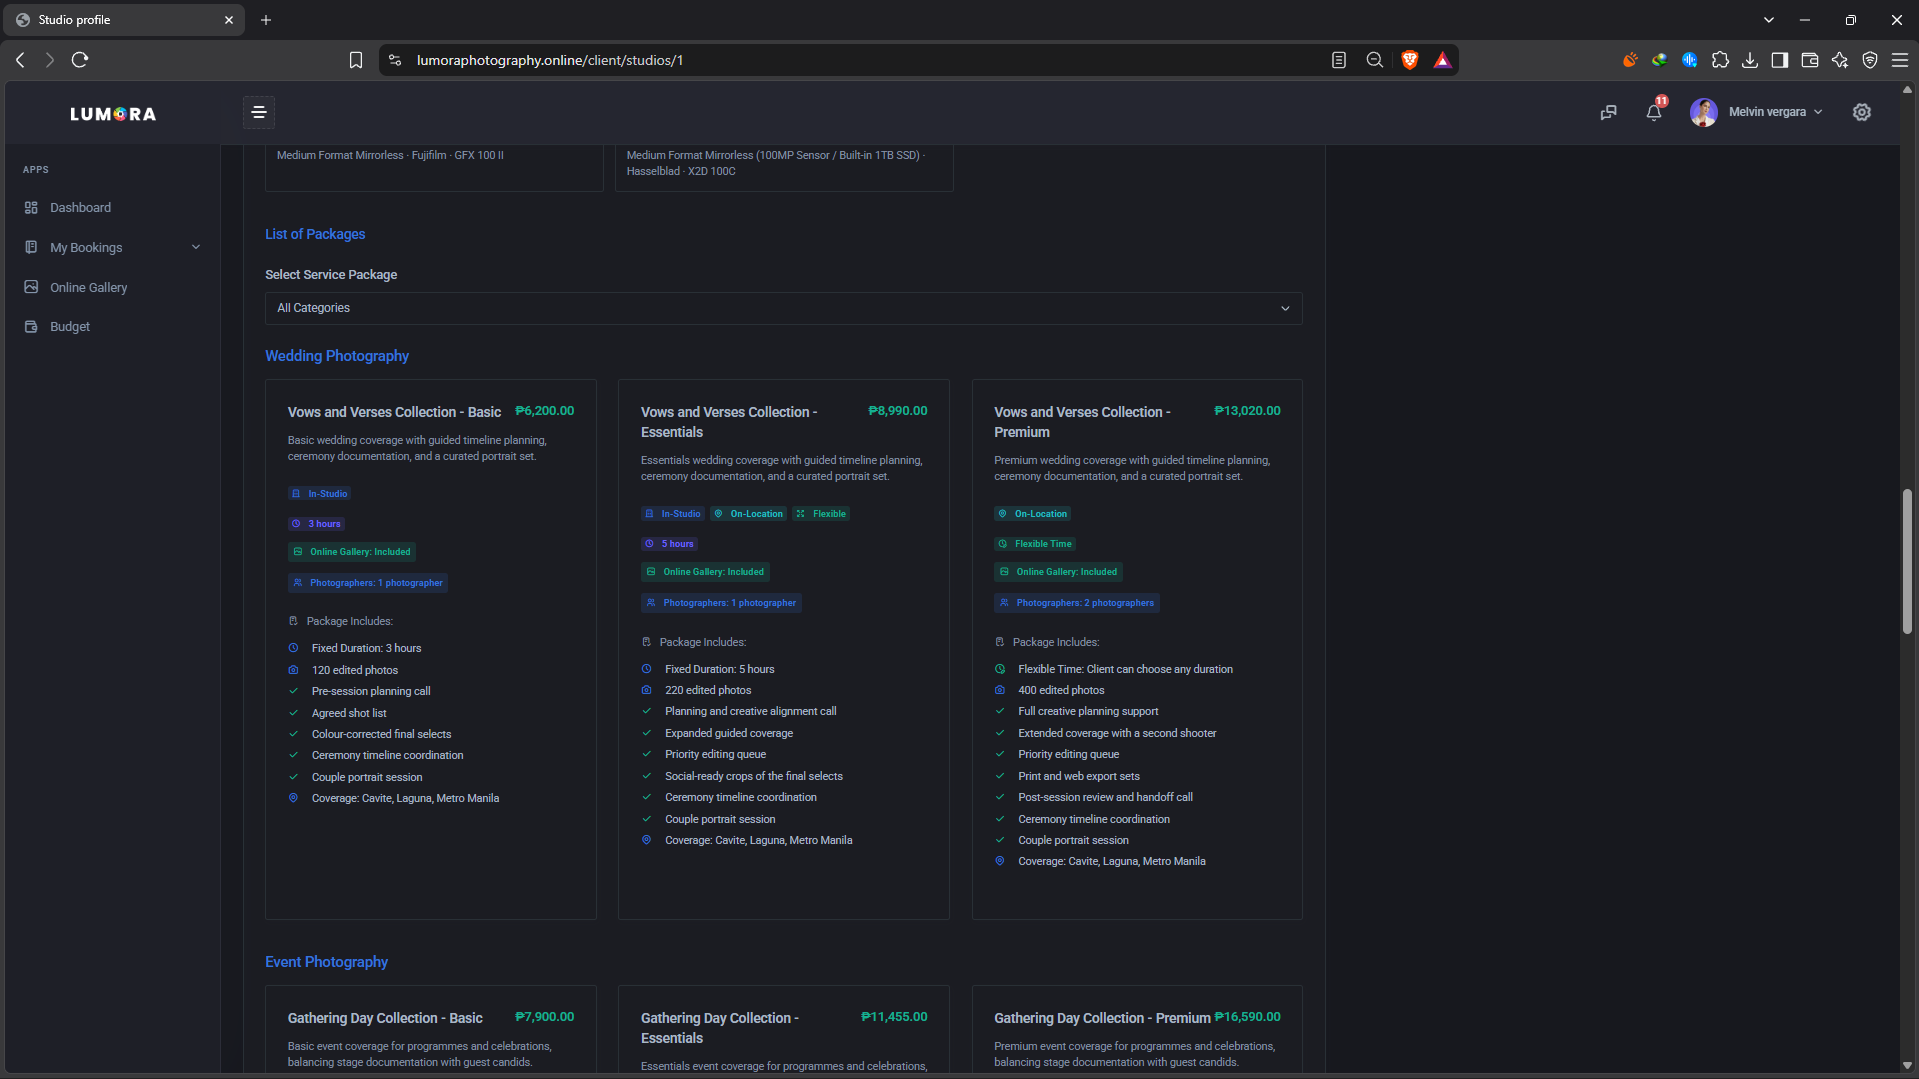 Studio profile
lumoraphotography.online/client/studios/1
LUMORA
11
Melvin vergara
APPS
Dashboard
My Bookings
Online Gallery
Budget
Medium Format Mirrorless · Fujifilm · GFX 100 II
Medium Format Mirrorless (100MP Sensor / Built-in 1TB SSD) ·
Hasselblad · X2D 100C
List of Packages
Select Service Package
All Categories
Wedding Photography
Vows and Verses Collection - Basic
₱6,200.00
Basic wedding coverage with guided timeline planning,
ceremony documentation, and a curated portrait set.
In-Studio
3 hours
Online Gallery: Included
Photographers: 1 photographer
Package Includes:
Fixed Duration: 3 hours
120 edited photos
Pre-session planning call
Agreed shot list
Colour-corrected final selects
Ceremony timeline coordination
Couple portrait session
Coverage: Cavite, Laguna, Metro Manila
Vows and Verses Collection -
Essentials
₱8,990.00
Essentials wedding coverage with guided timeline planning,
ceremony documentation, and a curated portrait set.
In-Studio
On-Location
Flexible
5 hours
Online Gallery: Included
Photographers: 1 photographer
Package Includes:
Fixed Duration: 5 hours
220 edited photos
Planning and creative alignment call
Expanded guided coverage
Priority editing queue
Social-ready crops of the final selects
Ceremony timeline coordination
Couple portrait session
Coverage: Cavite, Laguna, Metro Manila
Vows and Verses Collection -
Premium
₱13,020.00
Premium wedding coverage with guided timeline planning,
ceremony documentation, and a curated portrait set.
On-Location
Flexible Time
Online Gallery: Included
Photographers: 2 photographers
Package Includes:
Flexible Time: Client can choose any duration
400 edited photos
Full creative planning support
Extended coverage with a second shooter
Priority editing queue
Print and web export sets
Post-session review and handoff call
Ceremony timeline coordination
Couple portrait session
Coverage: Cavite, Laguna, Metro Manila
Event Photography
Gathering Day Collection - Basic
₱7,900.00
Basic event coverage for programmes and celebrations,
balancing stage documentation with guest candids.
Gathering Day Collection -
Essentials
₱11,455.00
Essentials event coverage for programmes and celebrations,
Gathering Day Collection - Premium
₱16,590.00
Premium event coverage for programmes and celebrations,
balancing stage documentation with guest candids.